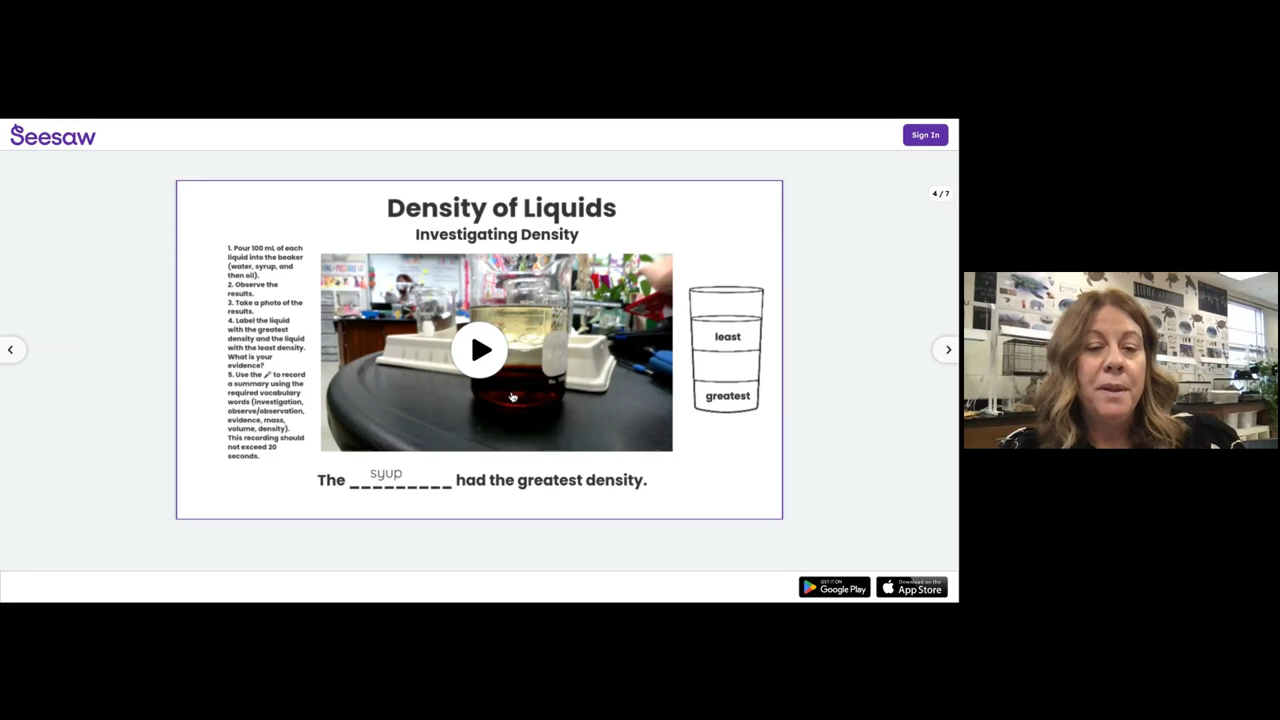 Seesaw
Sign In
4 / 7
Density of Liquids
Investigating Density
1. Pour 100 mL of each
liquid into the beaker
(water, syrup, and
then oil).
2. Observe the
results.
3. Take a photo of the
results.
4. Label the liquid
with the greatest
density and the liquid
with the least density.
What is your
evidence?
5. Use the 🎤 to record
a summary using the
required vocabulary
words (investigation,
observe/observation,
evidence, mass,
volume, density).
This recording should
not exceed 20
seconds.
least
greatest
The syup had the greatest density.
GET IT ON
Google Play
Download on the
App Store